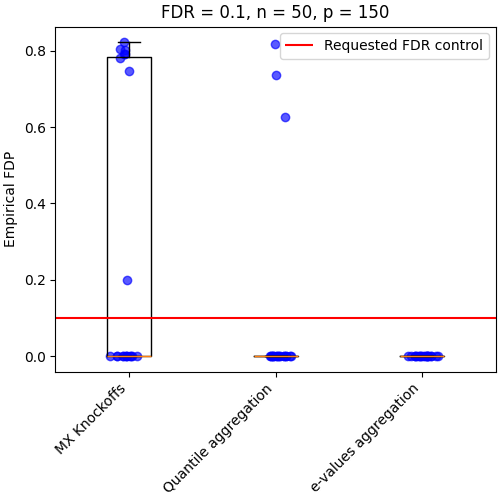 FDR = 0.1, n = 50, p = 150
Requested FDR control
Empirical FDP
0.8
0.6
0.4
0.2
0.0
MX Knockoffs
Quantile aggregation
e-values aggregation